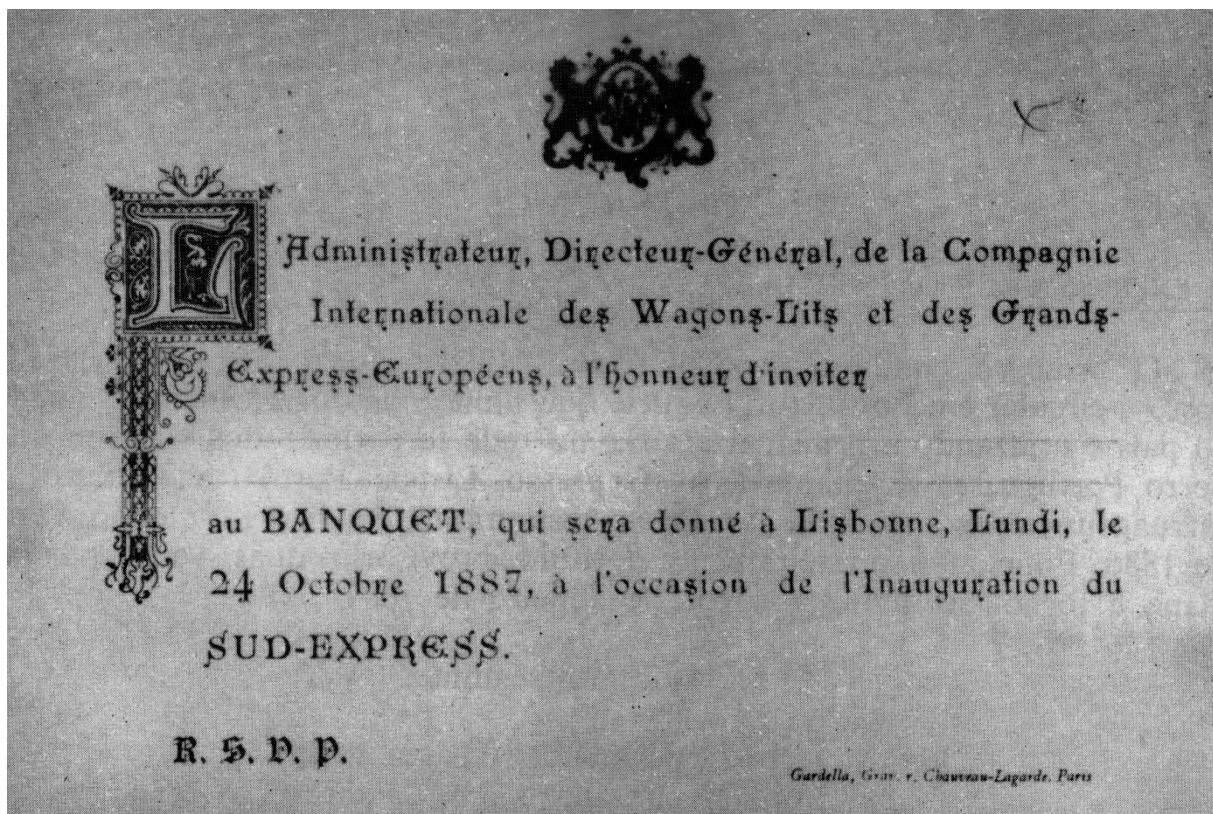 L'Administrateur, Directeur-Général, de la Compagnie
Internationale des Wagons-Lits et des Grands-
Express-Européens, à l'honneur d'inviter
au BANQUET, qui sera donné à Lisbonne, Lundi, le
24 Octobre 1887, à l'occasion de l'Inauguration du
SUD-EXPRESS.
R. S. V. P.
Gardella, Grav. r. Chauveau-Lagarde. Paris